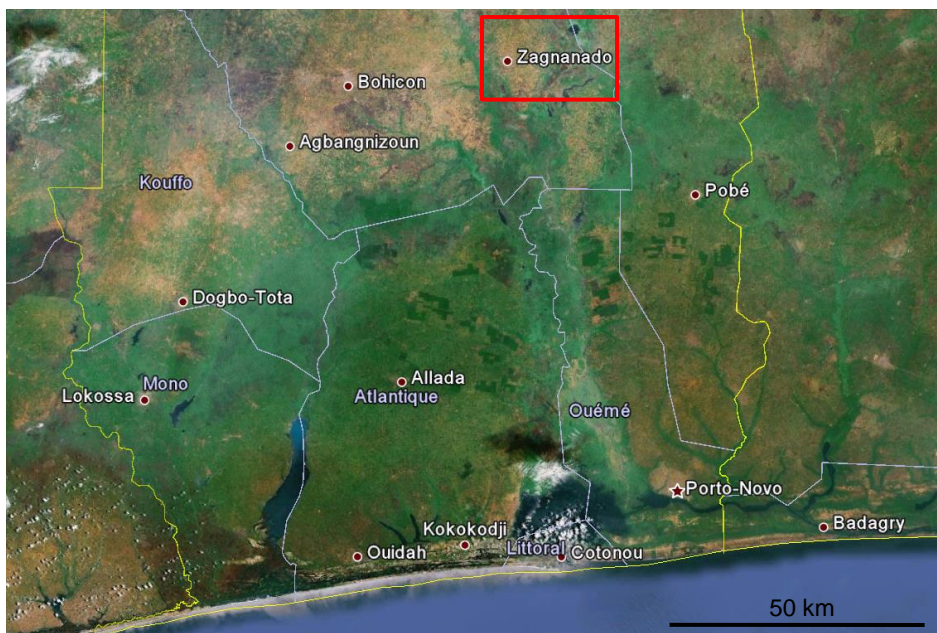 Zagnanado
Bohicon
Agbangnizoun
Kouffo
Pobé
Dogbo-Tota
Mono
Lokossa
Allada
Atlantique
Ouémé
Porto-Novo
Kokokodji
Badagry
Ouidah
Littoral
Cotonou
50 km